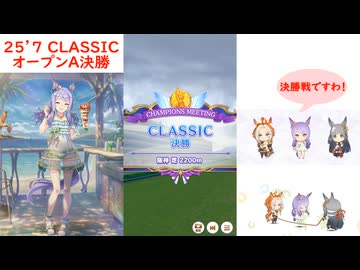 25’7 CLASSIC
オープンA決勝
CHAMPIONS MEETING
CLASSIC
決勝
阪神 芝 2200m
決勝戦ですわ!